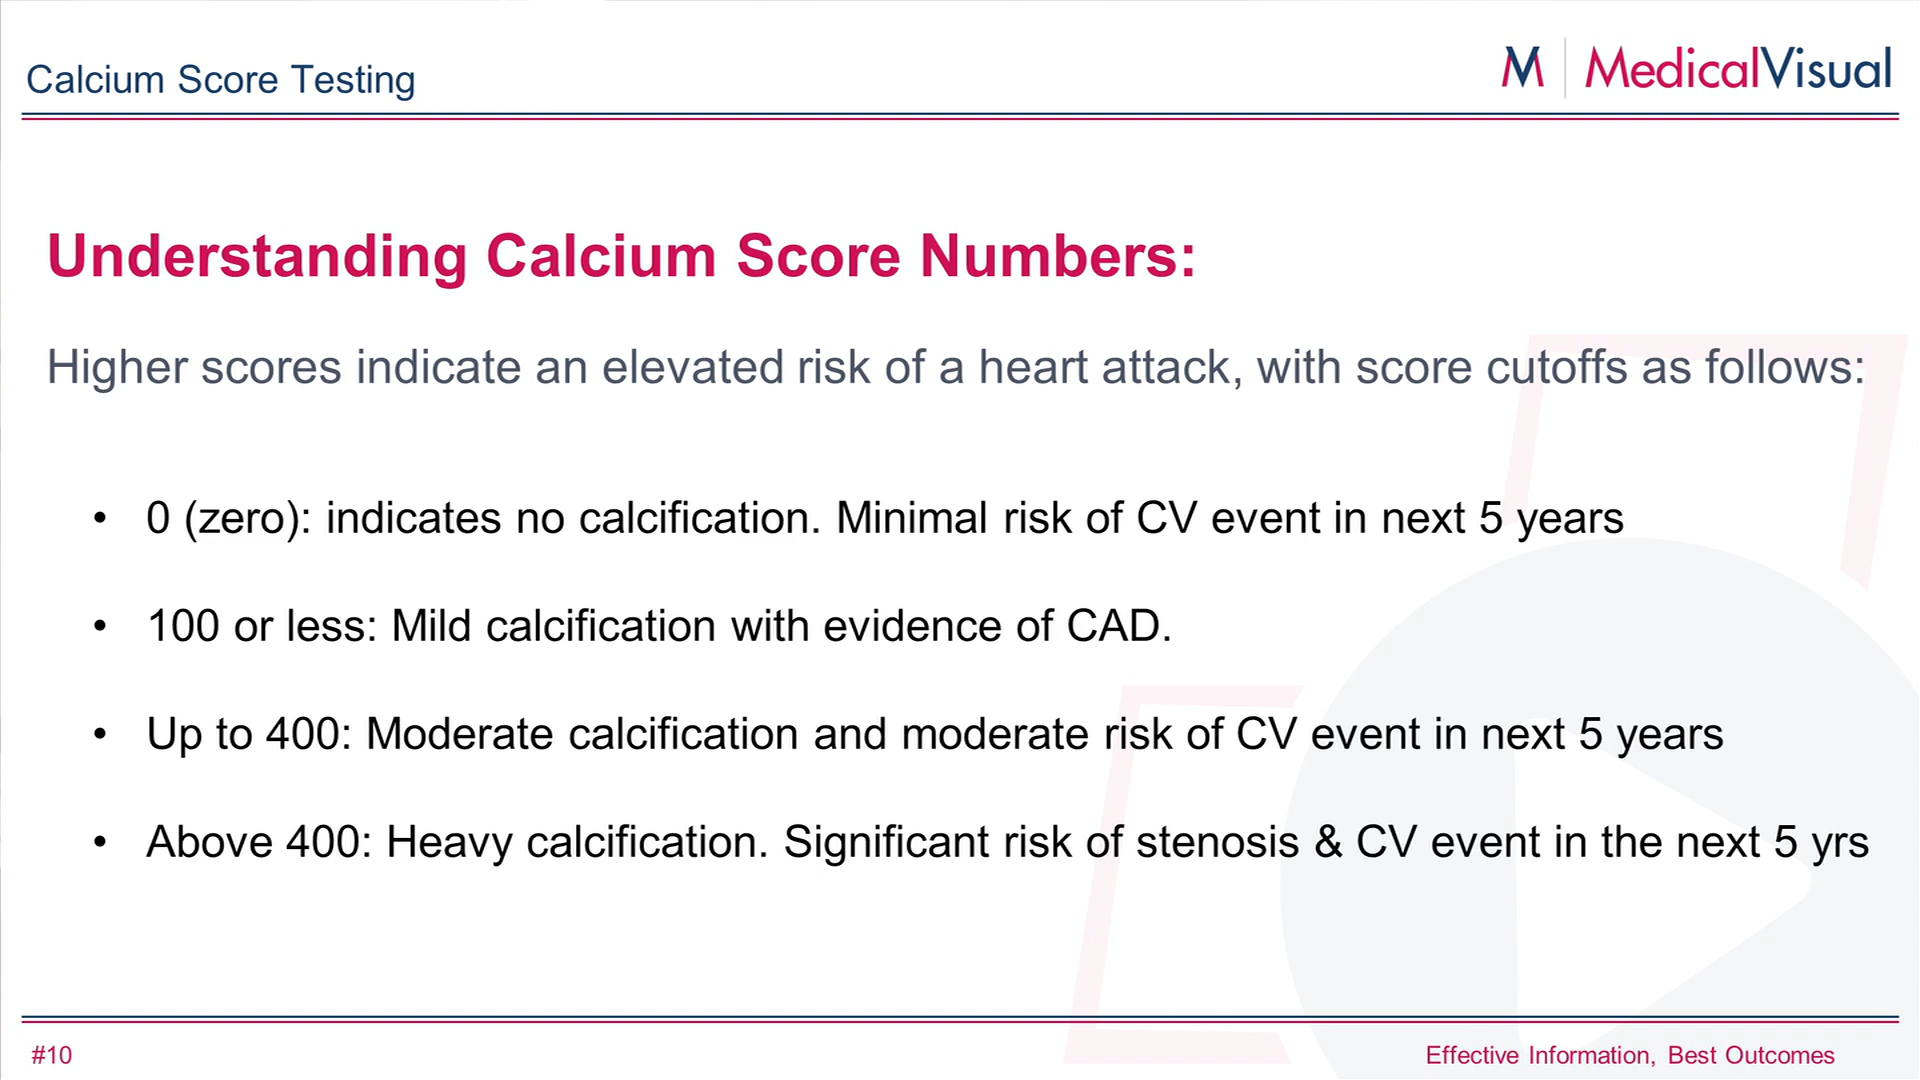 Calcium Score Testing
M | MedicalVisual
Understanding Calcium Score Numbers:
Higher scores indicate an elevated risk of a heart attack, with score cutoffs as follows:
• 0 (zero): indicates no calcification. Minimal risk of CV event in next 5 years
• 100 or less: Mild calcification with evidence of CAD.
• Up to 400: Moderate calcification and moderate risk of CV event in next 5 years
• Above 400: Heavy calcification. Significant risk of stenosis & CV event in the next 5 yrs
#10
Effective Information, Best Outcomes